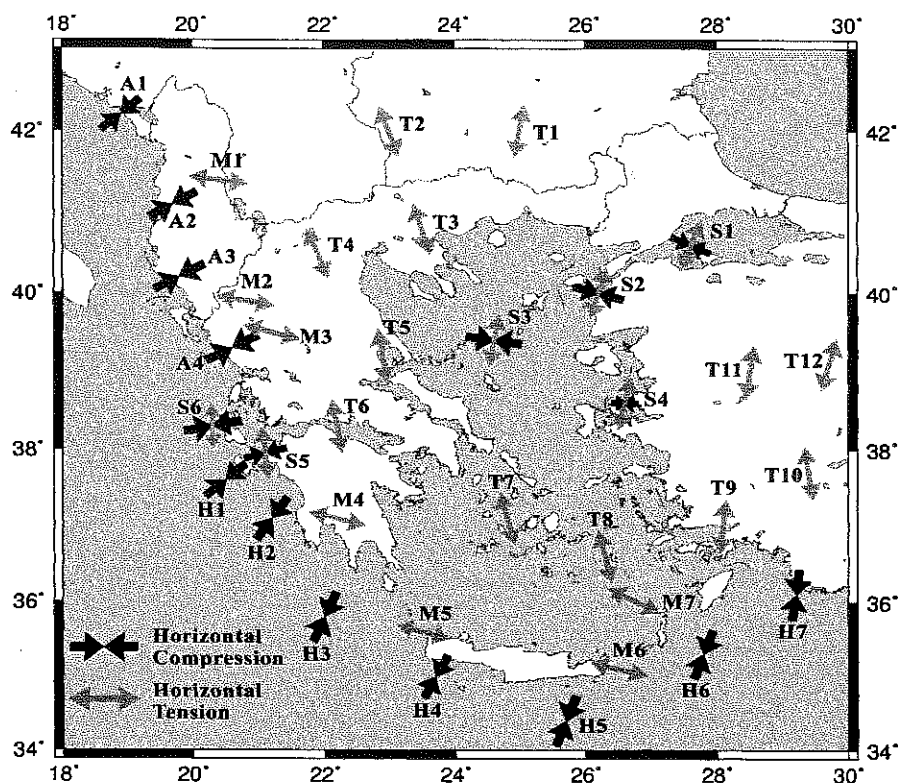 18° 20° 22° 24° 26° 28° 30°
A1
42° 42°
T2 T1
M1
A2
T3
S1
A3 T4
M2 S2
40° 40°
S3
M3 T5
A4 T11 T12
S4
S6 T6
38° 38°
S5
T10
H1 M4 T7 T9
H2 T8
M7
36° 36°
H7
M5
H3
M6
H6
H4
H5
Horizontal
Compression
Horizontal
Tension
34° 34°
18° 20° 22° 24° 26° 28° 30°